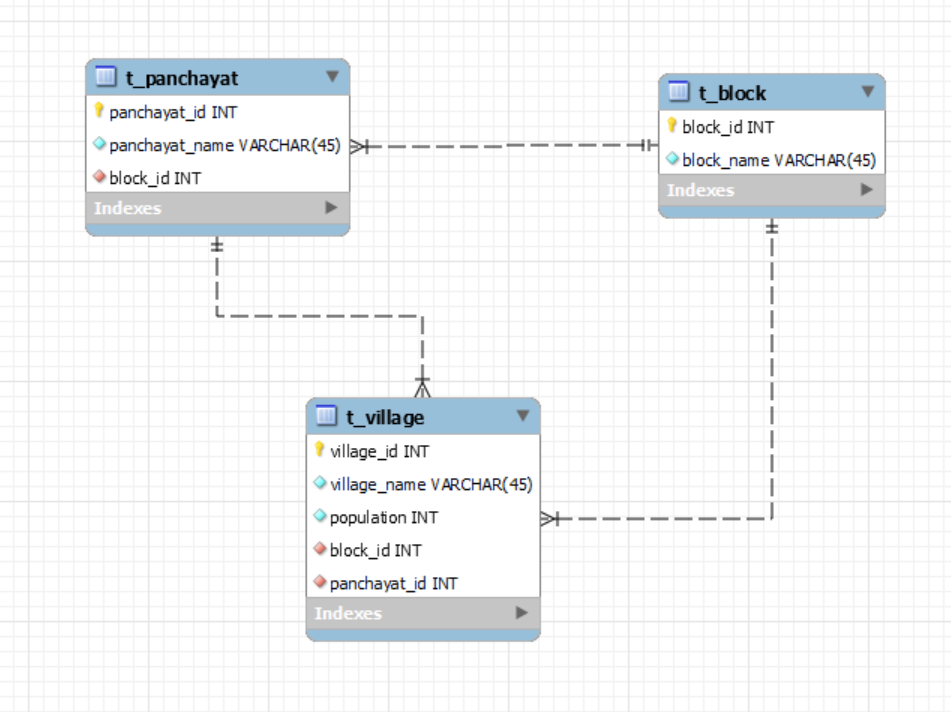 t_panchayat
panchayat_id INT
panchayat_name VARCHAR(45)
block_id INT
Indexes
t_block
block_id INT
block_name VARCHAR(45)
Indexes
t_village
village_id INT
village_name VARCHAR(45)
population INT
block_id INT
panchayat_id INT
Indexes